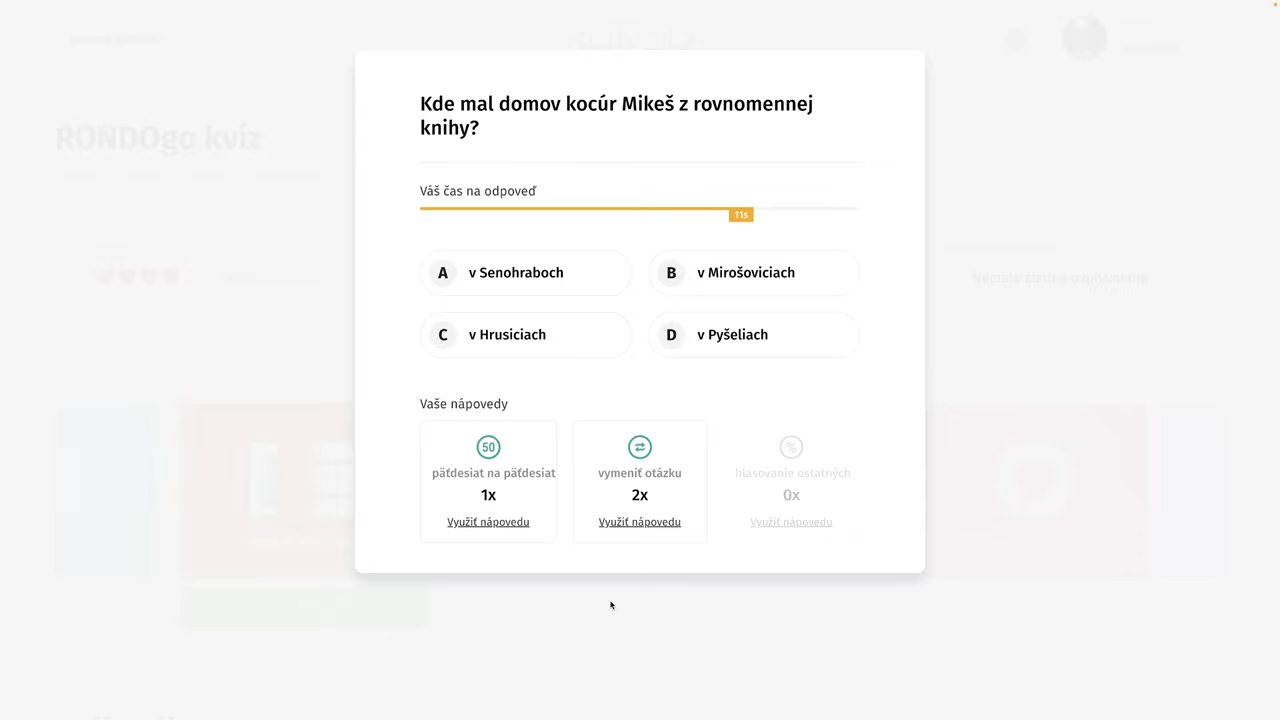 Kde mal domov kocúr Mikeš z rovnomennej
knihy?
RONDOgo kvíz
Váš čas na odpoveď
11s
A v Senohraboch
B v Mirošoviciach
C v Hrusiciach
D v Pyšeliach
Vaše nápovedy
50
%
päťdesiat na päťdesiat
vymeniť otázku
hlasovanie ostatných
1x
2x
0x
Využiť nápovedu
Využiť nápovedu
Využiť nápovedu